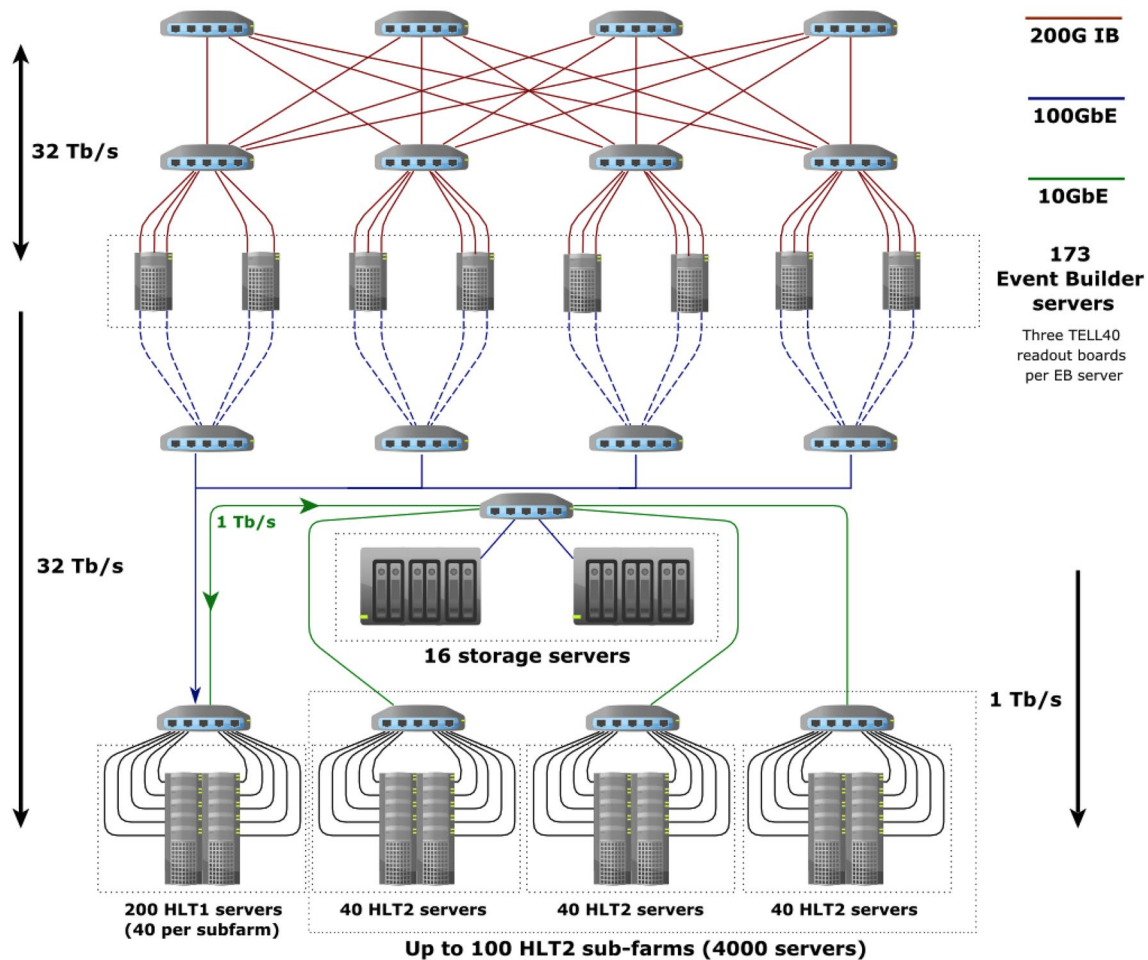 200G IB
32 Tb/s
100GbE
10GbE
173
Event Builder
servers
Three TELL40
readout boards
per EB server
1 Tb/s
32 Tb/s
16 storage servers
1 Tb/s
200 HLT1 servers
(40 per subfarm)
40 HLT2 servers
40 HLT2 servers
40 HLT2 servers
Up to 100 HLT2 sub-farms (4000 servers)